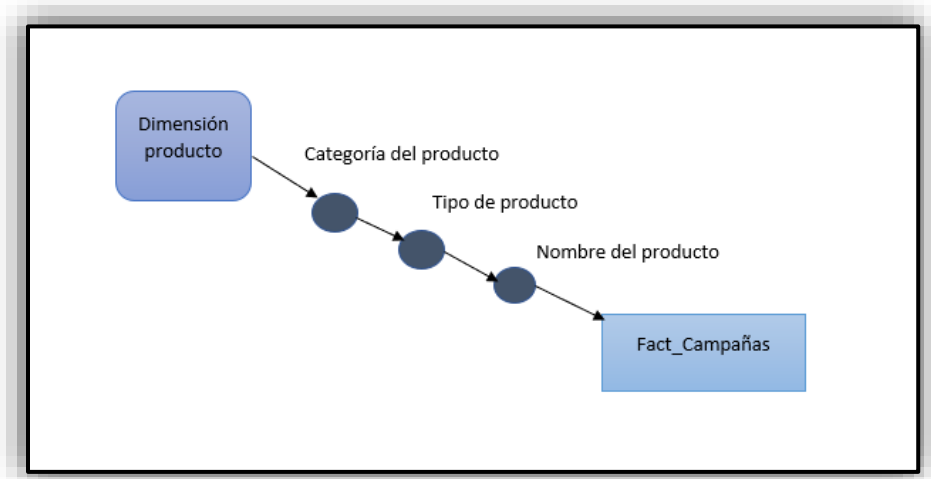 Dimensión
producto
Categoría del producto
Tipo de producto
Nombre del producto
Fact_Campañas